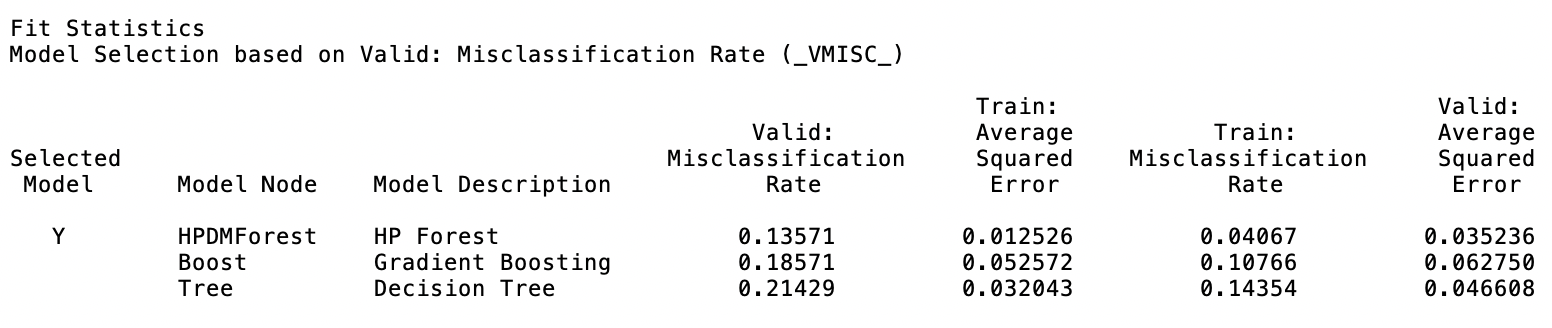 Fit Statistics
Model Selection based on Valid: Misclassification Rate (_VMISC_)
Train: Valid:
Valid: Average Train: Average
Selected Misclassification Squared Misclassification Squared
Model Model Node Model Description Rate Error Rate Error
Y HPDMForest HP Forest 0.13571 0.012526 0.04067 0.035236
Boost Gradient Boosting 0.18571 0.052572 0.10766 0.062750
Tree Decision Tree 0.21429 0.032043 0.14354 0.046608